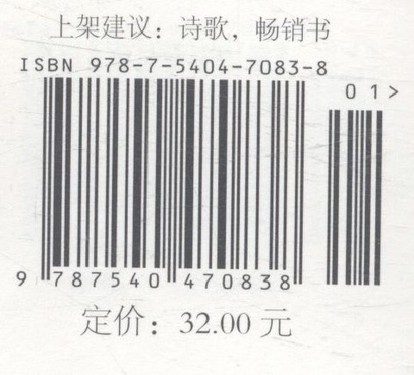 上架建议：诗歌，畅销书
ISBN 978-7-5404-7083-8
01>
9 787540 470838
定价：32.00 元